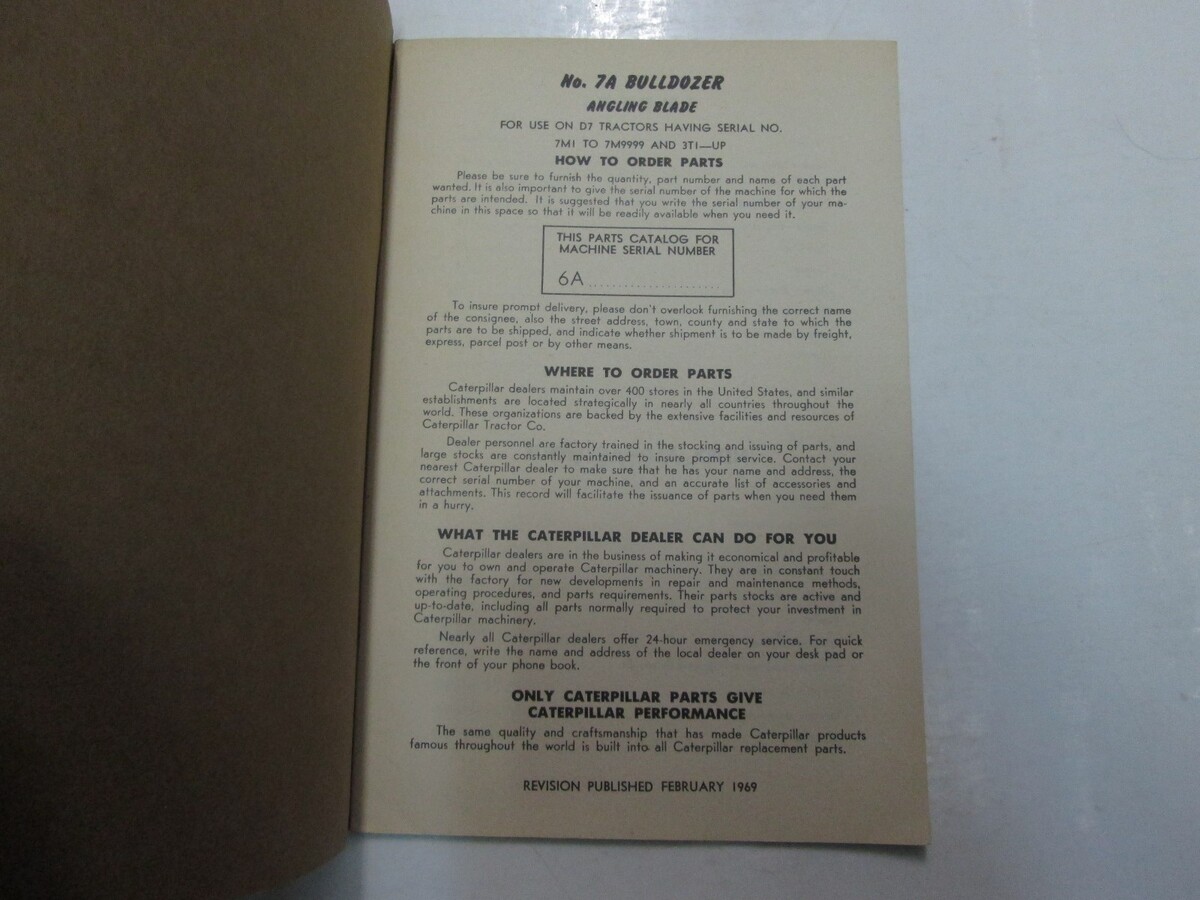 No. 7A BULLDOZER
ANGLING BLADE
FOR USE ON D7 TRACTORS HAVING SERIAL NO.
7M1 TO 7M9999 AND 3T1—UP
HOW TO ORDER PARTS
Please be sure to furnish the quantity, part number and name of each part
wanted. It is also important to give the serial number of the machine for which the
parts are intended. It is suggested that you write the serial number of your ma-
chine in this space so that it will be readily available when you need it.
THIS PARTS CATALOG FOR
MACHINE SERIAL NUMBER
6A......................
To insure prompt delivery, please don't overlook furnishing the correct name
of the consignee, also the street address, town, county and state to which the
parts are to be shipped, and indicate whether shipment is to be made by freight,
express, parcel post or by other means.
WHERE TO ORDER PARTS
Caterpillar dealers maintain over 400 stores in the United States, and similar
establishments are located strategically in nearly all countries throughout the
world. These organizations are backed by the extensive facilities and resources of
Caterpillar Tractor Co.
Dealer personnel are factory trained in the stocking and issuing of parts, and
large stocks are constantly maintained to insure prompt service. Contact your
nearest Caterpillar dealer to make sure that he has your name and address, the
correct serial number of your machine, and an accurate list of accessories and
attachments. This record will facilitate the issuance of parts when you need them
in a hurry.
WHAT THE CATERPILLAR DEALER CAN DO FOR YOU
Caterpillar dealers are in the business of making it economical and profitable
for you to own and operate Caterpillar machinery. They are in constant touch
with the factory for new developments in repair and maintenance methods,
operating procedures, and parts requirements. Their parts stocks are active and
up-to-date, including all parts normally required to protect your investment in
Caterpillar machinery.
Nearly all Caterpillar dealers offer 24-hour emergency service. For quick
reference, write the name and address of the local dealer on your desk pad or
the front of your phone book.
ONLY CATERPILLAR PARTS GIVE
CATERPILLAR PERFORMANCE
The same quality and craftsmanship that has made Caterpillar products
famous throughout the world is built into all Caterpillar replacement parts.
REVISION PUBLISHED FEBRUARY 1969